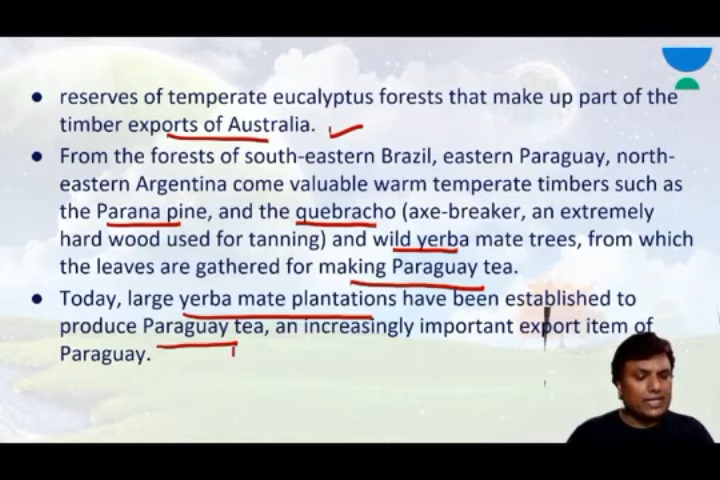 reserves of temperate eucalyptus forests that make up part of the
timber exports of Australia.
From the forests of south-eastern Brazil, eastern Paraguay, north-
eastern Argentina come valuable warm temperate timbers such as
the Parana pine, and the quebracho (axe-breaker, an extremely
hard wood used for tanning) and wild yerba mate trees, from which
the leaves are gathered for making Paraguay tea.
Today, large yerba mate plantations have been established to
produce Paraguay tea, an increasingly important export item of
Paraguay.